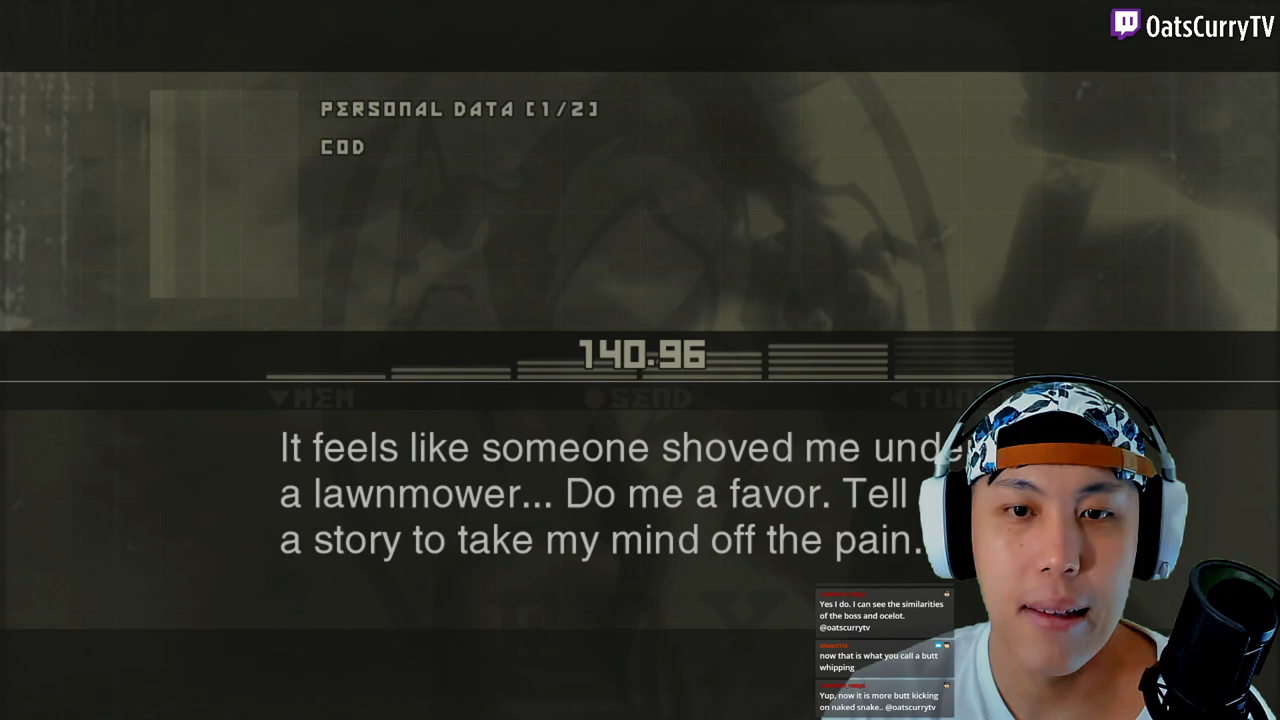 OatsCurryTV
PERSONAL DATA [1/2]
COD
140.96
▼MEM
●SEND
◀TUN
It feels like someone shoved me unde
a lawnmower... Do me a favor. Tell
a story to take my mind off the pain.
Yes I do. I can see the similarities
of the boss and ocelot.
@oatscurrytv
now that is what you call a butt
whipping
Yup, now it is more butt kicking
on naked snake.. @oatscurrytv